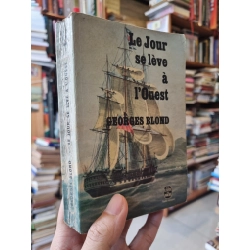 Le Jour
se lève
à
l'Ouest
GEORGES BLOND